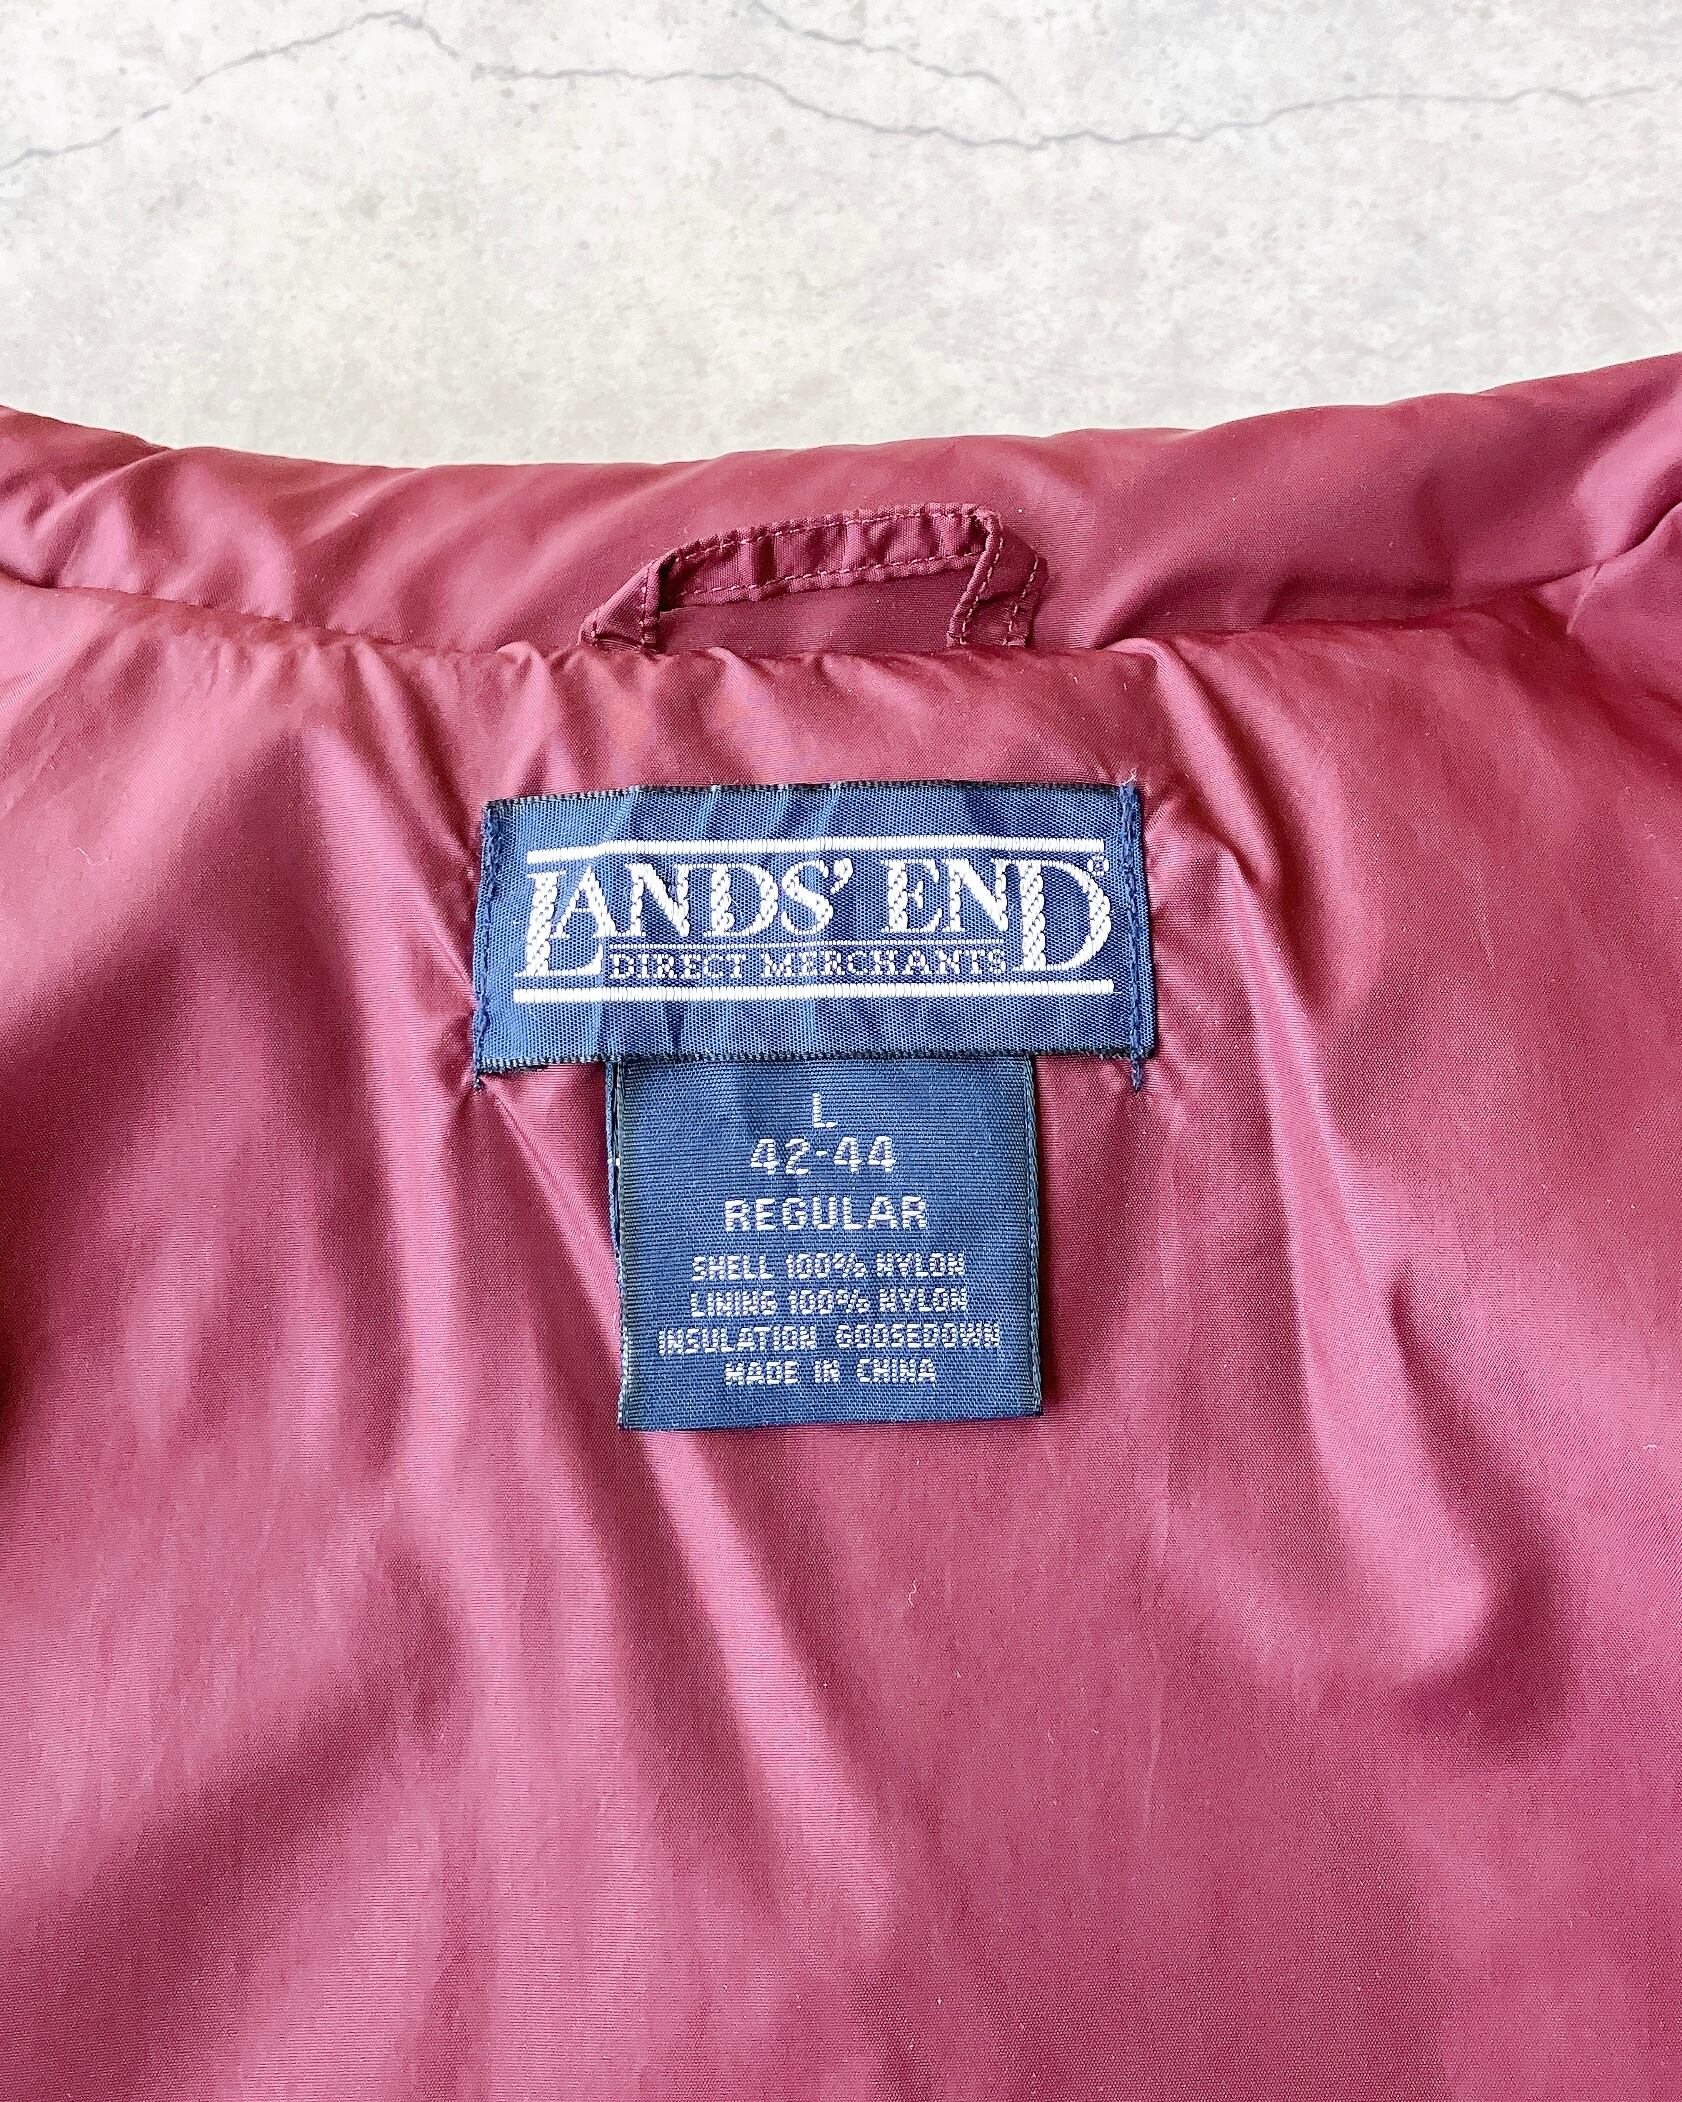 LANDS' END®
DIRECT MERCHANTS
L
42-44
REGULAR
SHELL 100% NYLON
LINING 100% NYLON
INSULATION GOOSEDOWN
MADE IN CHINA